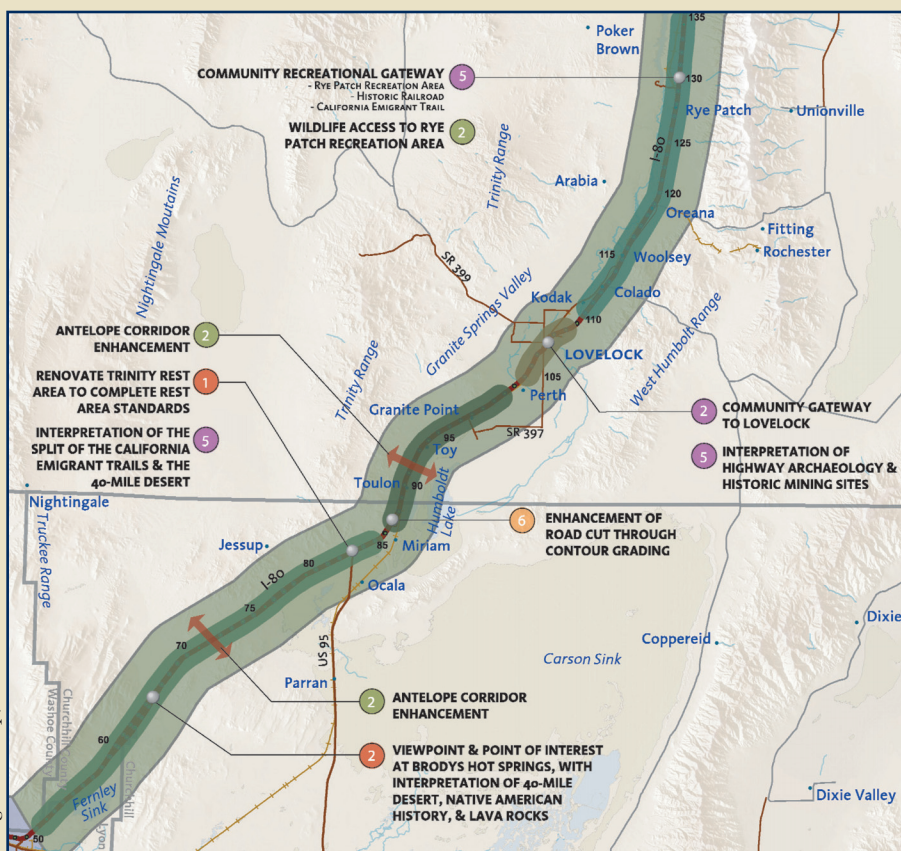 135
Poker
Brown
COMMUNITY RECREATIONAL GATEWAY
- RYE PATCH RECREATION AREA
- HISTORIC RAILROAD
- CALIFORNIA EMIGRANT TRAIL
5
130
WILDLIFE ACCESS TO RYE
PATCH RECREATION AREA
2
Rye Patch
Unionville
125
I-80
Trinity Range
Arabia
120
Oreana
Fitting
Rochester
Nightingale Moutains
115
Woolsey
SR 399
Colado
Kodak
Granite Springs Valley
110
West Humbolt Range
ANTELOPE CORRIDOR
ENHANCEMENT
2
LOVELOCK
105
RENOVATE TRINITY REST
AREA TO COMPLETE REST
AREA STANDARDS
1
Trinity Range
Perth
Granite Point
2
COMMUNITY GATEWAY
TO LOVELOCK
INTERPRETATION OF THE
SPLIT OF THE CALIFORNIA
EMIGRANT TRAILS & THE
40-MILE DESERT
5
95
SR 397
Toy
5
INTERPRETATION OF
HIGHWAY ARCHAEOLOGY &
HISTORIC MINING SITES
Toulon
90
Humboldt
Lake
Nightingale
Truckee Range
6
ENHANCEMENT OF
ROAD CUT THROUGH
CONTOUR GRADING
85
Miriam
Jessup
80
I-80
Ocala
75
US 95
Dixie
Coppereid
70
Carson Sink
Parran
2
ANTELOPE CORRIDOR
ENHANCEMENT
Churchhill County
Washoe County
60
2
VIEWPOINT & POINT OF INTEREST
AT BRODYS HOT SPRINGS, WITH
INTERPRETATION OF 40-MILE
DESERT, NATIVE AMERICAN
HISTORY, & LAVA ROCKS
Fernley
Sink
Churchill
Lyon
Dixie Valley
50